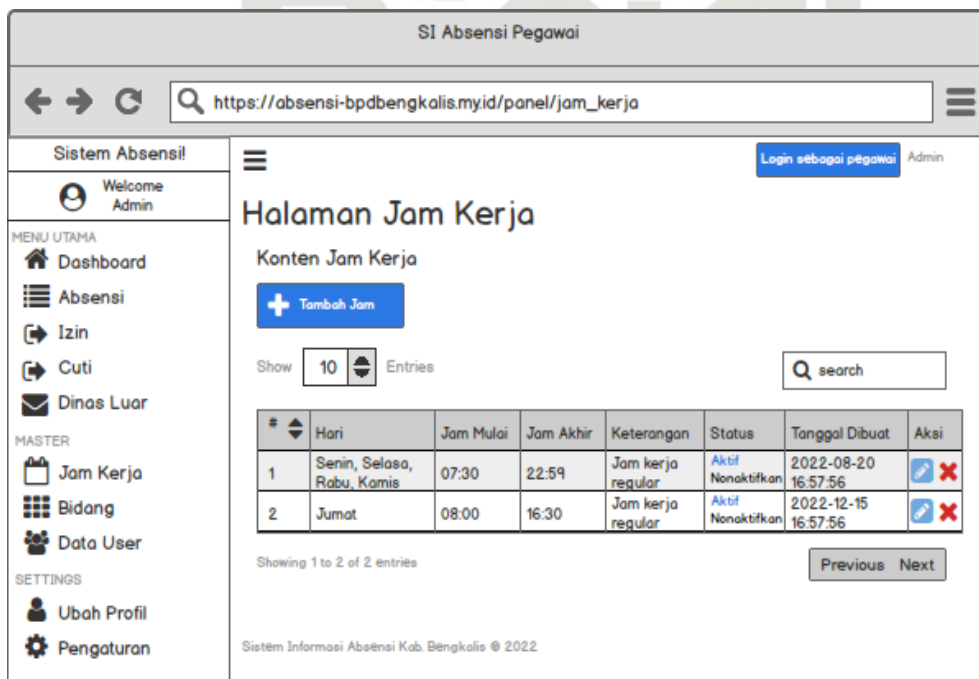 SI Absensi Pegawai
https://absensi-bpdbengkalis.my.id/panel/jam_kerja
Sistem Absensi!
Welcome
Admin
MENU UTAMA
Dashboard
Absensi
Izin
Cuti
Dinas Luar
MASTER
Jam Kerja
Bidang
Data User
SETTINGS
Ubah Profil
Pengaturan
Login sebagai pegawai Admin
Halaman Jam Kerja
Konten Jam Kerja
Tambah Jam
Show 10 Entries
search
# Hari Jam Mulai Jam Akhir Keterangan Status Tanggal Dibuat Aksi
1 Senin, Selasa, Rabu, Kamis 07:30 22:59 Jam kerja regular Aktif Nonaktifkan 2022-08-20 16:57:56
2 Jumat 08:00 16:30 Jam kerja regular Aktif Nonaktifkan 2022-12-15 16:57:56
Showing 1 to 2 of 2 entries
Previous Next
Sistem Informasi Absensi Kab. Bengkalis © 2022